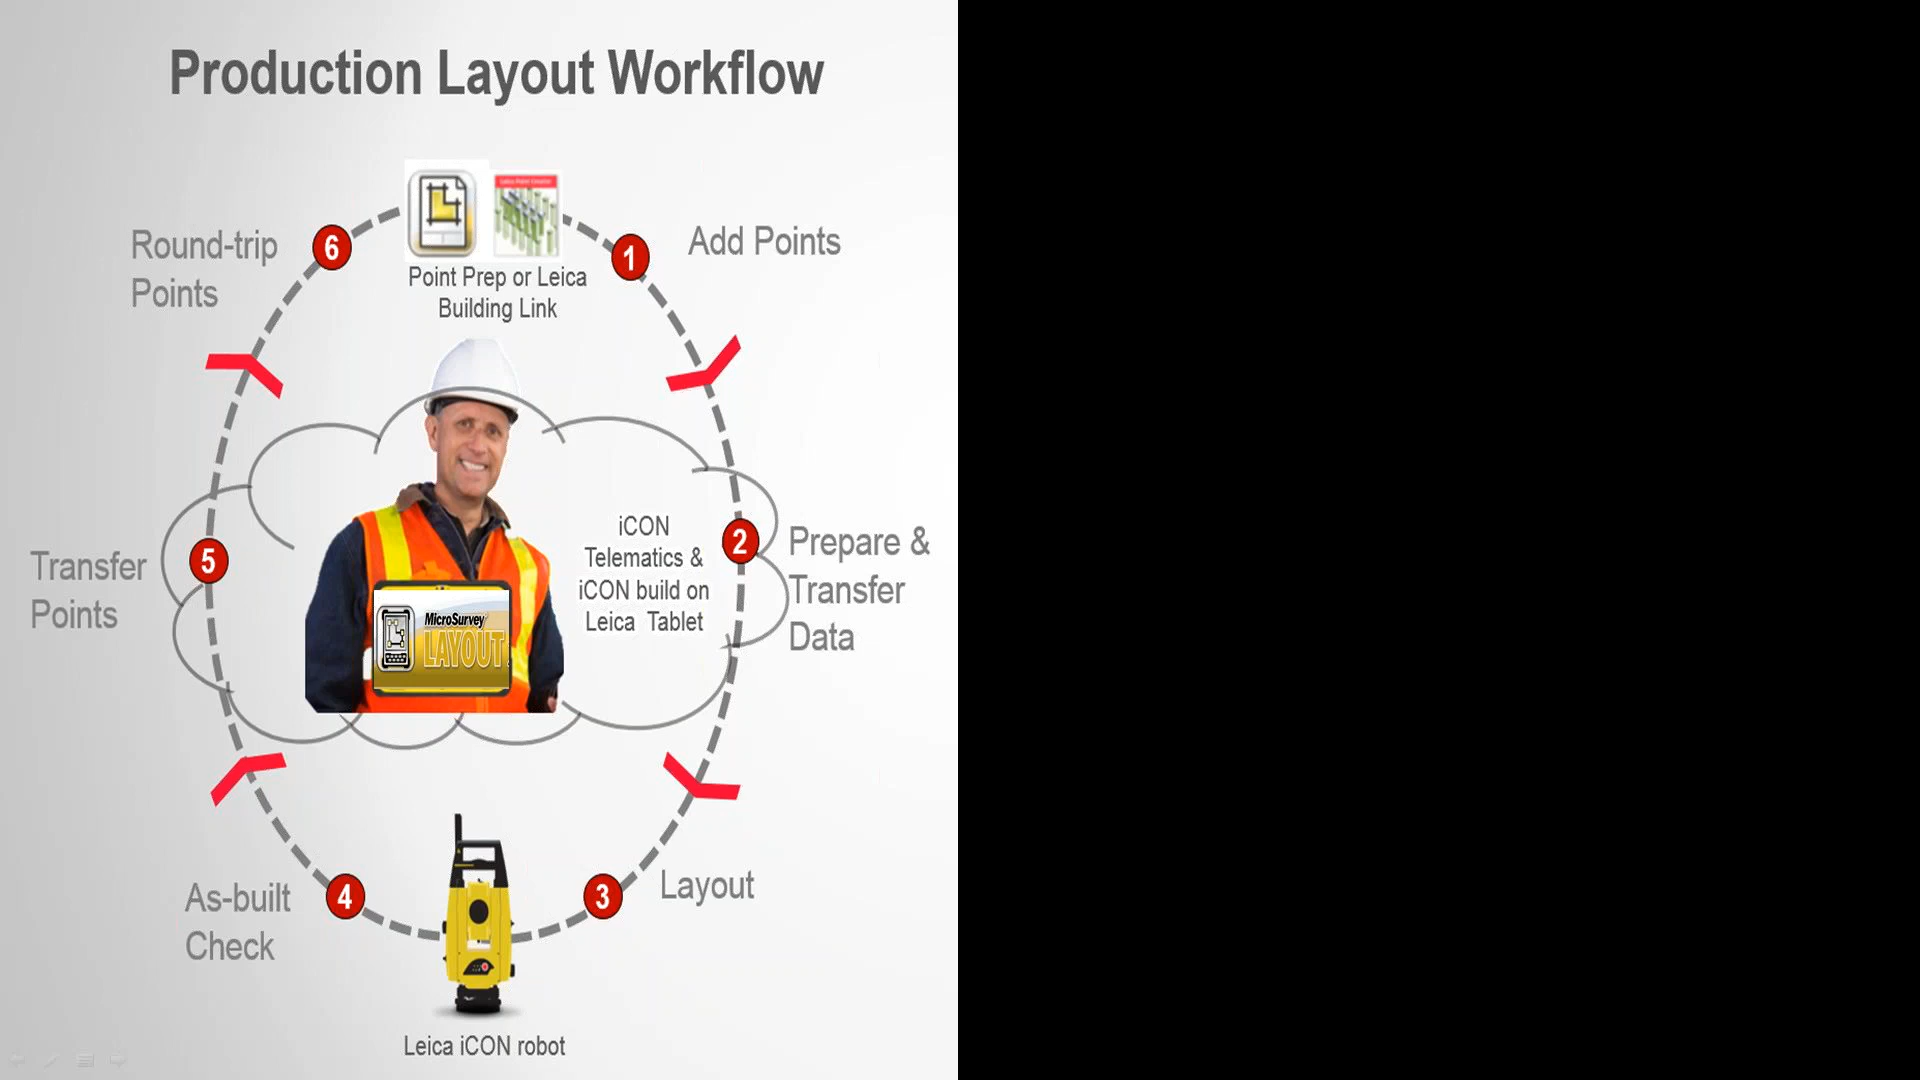 Production Layout Workflow
Point Prep or Leica
Building Link
1
Add Points
2
Prepare &
Transfer
Data
iCON
Telematics &
iCON build on
Leica Tablet
MicroSurvey
LAYOUT
3
Layout
Leica iCON robot
4
As-built
Check
5
Transfer
Points
6
Round-trip
Points